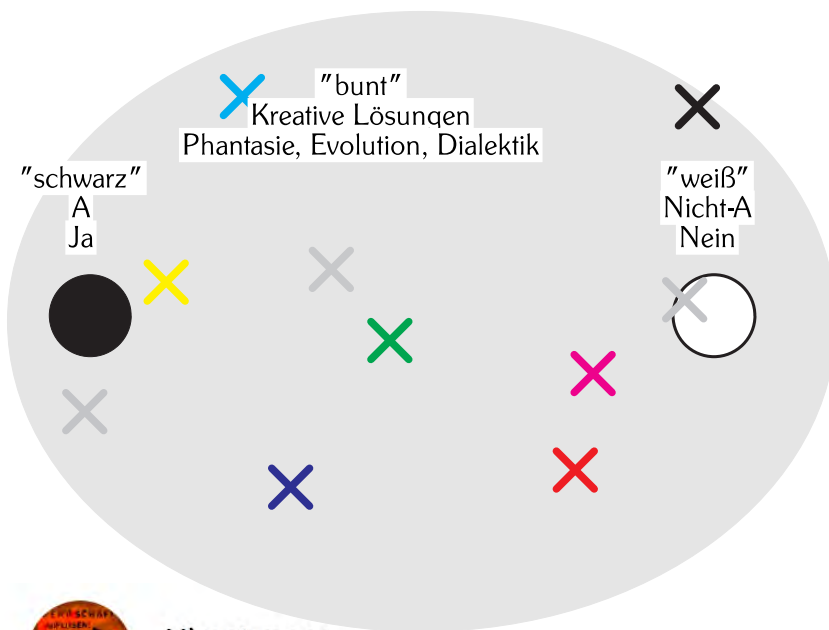 "bunt"
Kreative Lösungen
Phantasie, Evolution, Dialektik
"schwarz"
A
Ja
"weiß"
Nicht-A
Nein